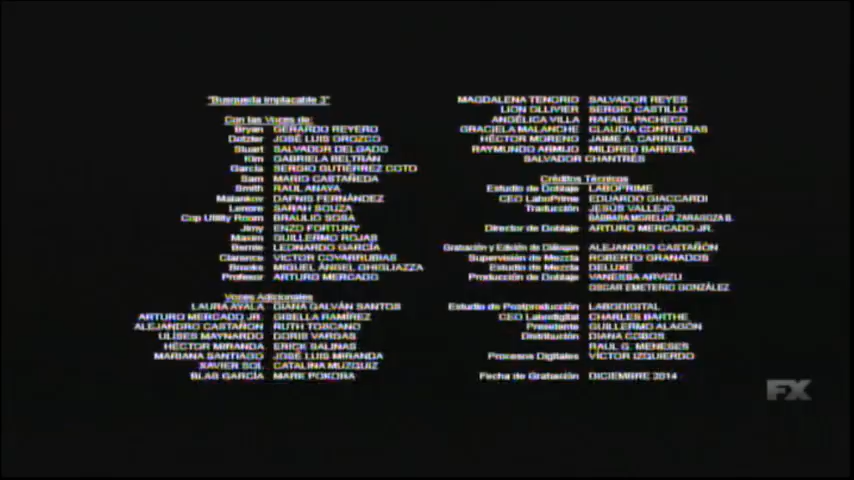 "Busqueda Implacable 3"
Con las Voces de:
Bryan GERARDO REYERO
Dotzler JOSÉ LUIS OROZCO
Stuart SALVADOR DELGADO
Kim GABRIELA BELTRÁN
García SERGIO GUTIÉRREZ COTO
Sam MARIO CASTAÑEDA
Smith RAÚL ANAYA
Malankov DAFNIS FERNÁNDEZ
Lenore SARAH SOUZA
Cop Utility Room BRAULIO SOSA
Jimy ENZO FORTUNY
Maxim GUILLERMO ROJAS
Bernie LEONARDO GARCÍA
Clarence VICTOR COVARRUBIAS
Brooks MIGUEL ÁNGEL GHIGLIAZZA
Profesor ARTURO MERCADO
Voces Adicionales
LAURA AYALA DIANA GALVÁN SANTOS
ARTURO MERCADO JR. GISELLA RAMÍREZ
ALEJANDRO CASTAÑON RUTH TOSCANO
ULISES MAYNARDO DORIS VARGAS
HÉCTOR MIRANDA ERICK SALINAS
MARIANA SANTIAGO JOSÉ LUIS MIRANDA
XAVIER SOL CATALINA MUZQUIZ
BLAS GARCÍA MARK POKORA
MAGDALENA TENORIO SALVADOR REYES
LION OLLIVIER SERGIO CASTILLO
ANGÉLICA VILLA RAFAEL PACHECO
GRACIELA MALANCHE CLAUDIA CONTRERAS
HÉCTOR MORENO JAIME A. CARRILLO
RAYMUNDO ARMIJO MILDRED BARRERA
SALVADOR CHANTRÉS
Créditos Técnicos
Estudio de Doblaje LABOPRIME
CEO LaboPrime EDUARDO GIACCARDI
Traducción JESÚS VALLEJO
BÁRBARA MORELOS ZARAGOZA B.
Director de Doblaje ARTURO MERCADO JR.
Grabación y Edición de Diálogos ALEJANDRO CASTAÑÓN
Supervisión de Mezcla ROBERTO GRANADOS
Estudio de Mezcla DELUXE
Producción de Doblaje VANESSA ARVIZU
OSCAR EMETERIO GONZÁLEZ
Estudio de Postproducción LABODIGITAL
CEO Labodigital CHARLES BARTHE
Presidente GUILLERMO ALAGÓN
Distribución DIANA COBOS
RAUL G. MENESES
Procesos Digitales VÍCTOR IZQUIERDO
Fecha de Grabación DICIEMBRE 2014
FX